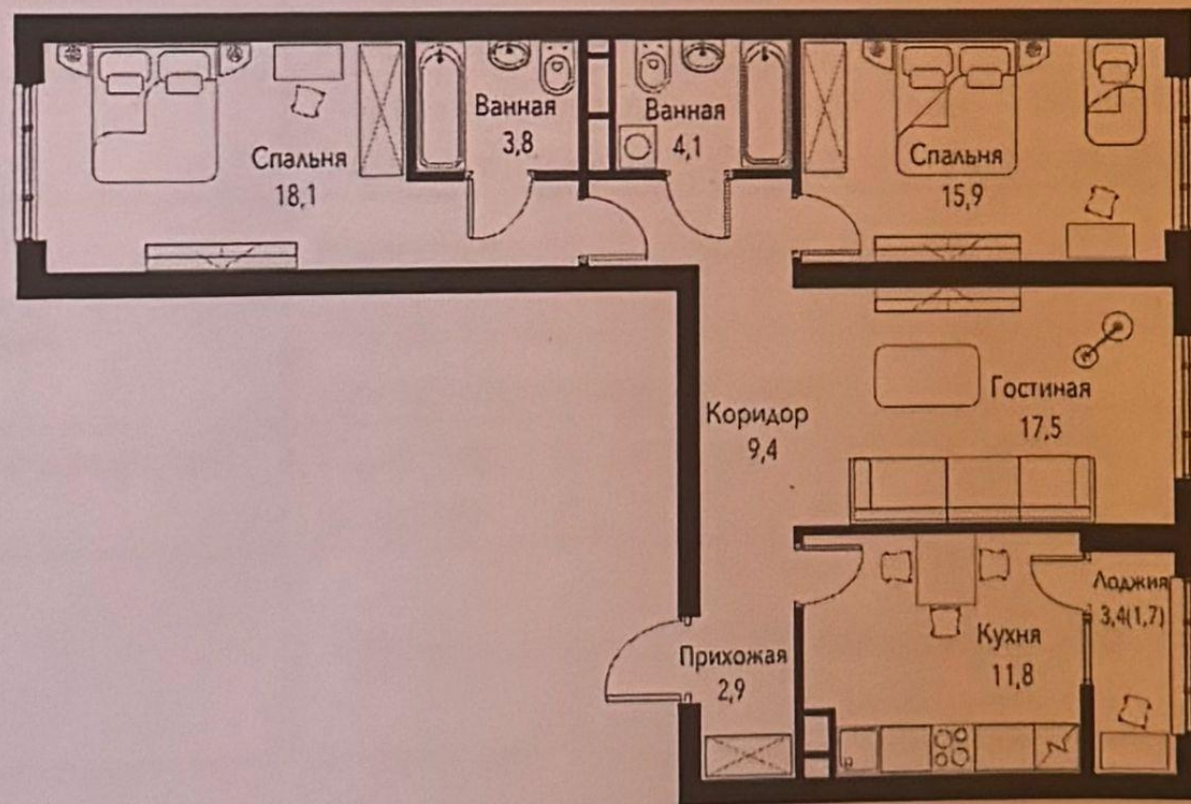 Спальня
18,1
Ванная
3,8
Ванная
4,1
Спальня
15,9
Коридор
9,4
Гостиная
17,5
Прихожая
2,9
Кухня
11,8
Лоджия
3,4(1,7)